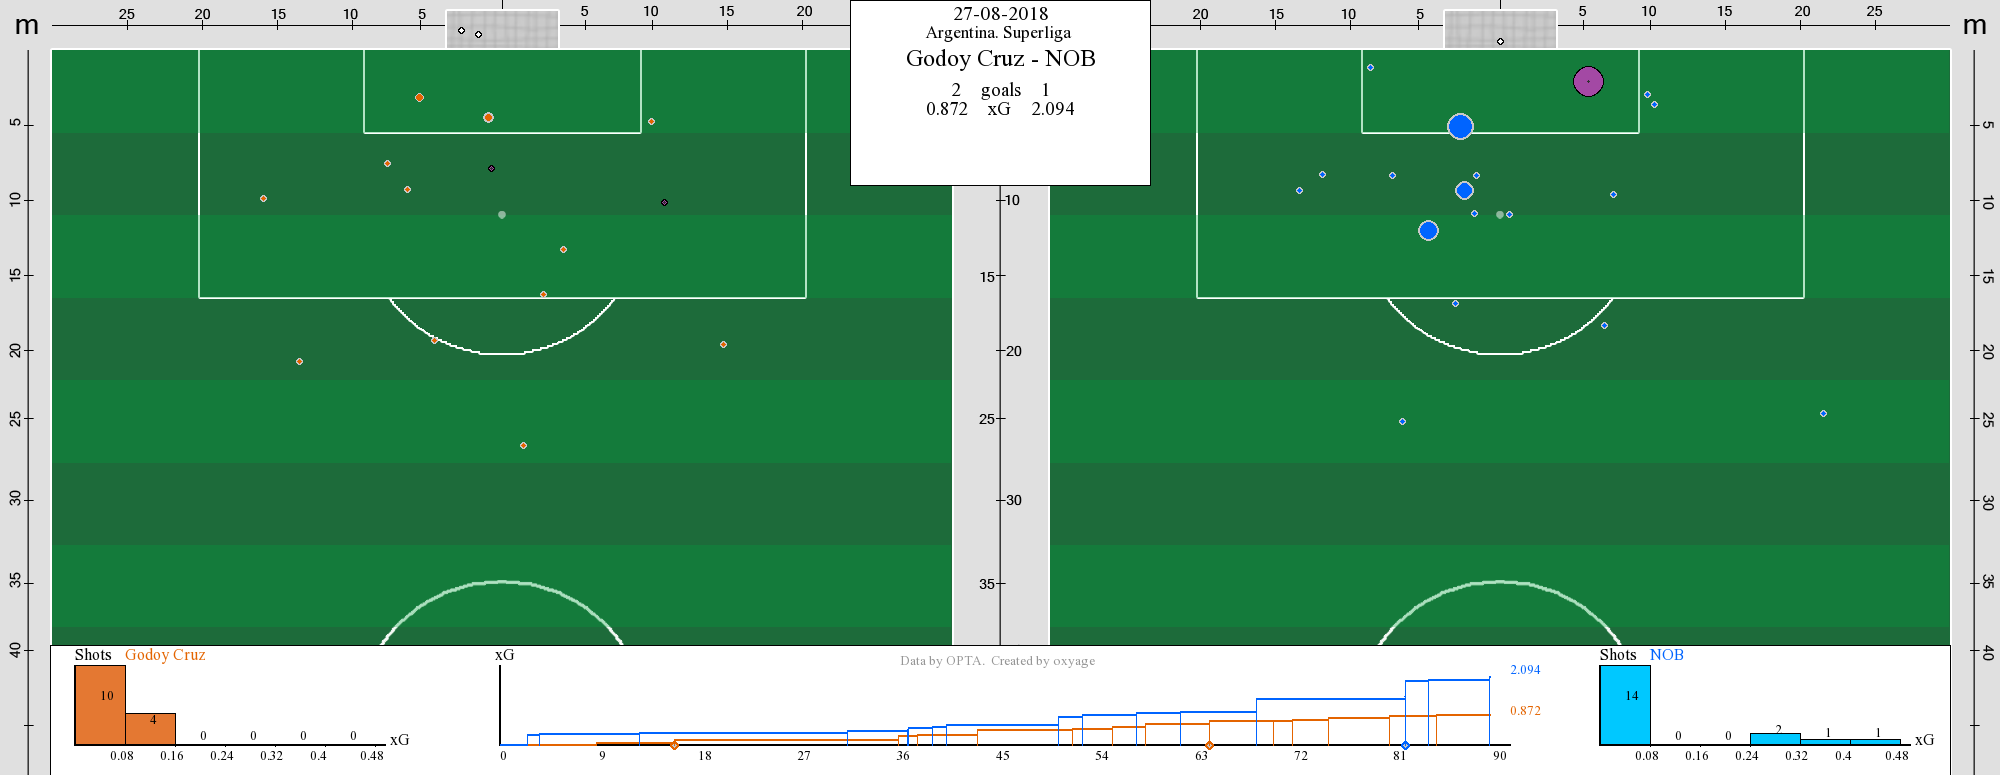 25 20 15 10 5 5 10 15 20
20 15 10 5 5 10 15 20 25
m
m
27-08-2018
Argentina. Superliga
Godoy Cruz - NOB
2 goals 1
0.872 xG 2.094
5
10
15
20
25
30
35
40
10
15
20
25
30
35
5
10
15
20
25
30
35
40
Shots Godoy Cruz
10
4
0
0
0
0
xG
0.08 0.16 0.24 0.32 0.4 0.48
xG
Data by OPTA. Created by oxyage
2.094
0.872
0 9 18 27 36 45 54 63 72 81 90
Shots NOB
14
0
0
2
1
1
xG
0.08 0.16 0.24 0.32 0.4 0.48